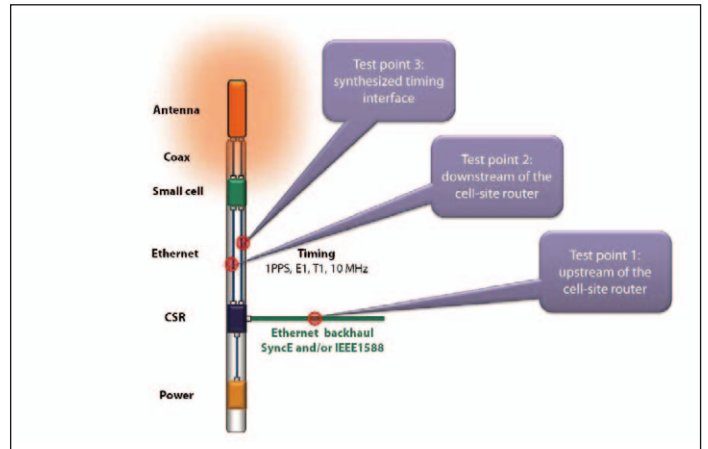 Test point 3:
synthesized timing
interface
Antenna
Coax
Test point 2:
downstream of the
cell-site router
Small cell
Ethernet
Timing
1PPS, E1, T1, 10 MHz
Test point 1:
upstream of the
cell-site router
CSR
Ethernet backhaul
SyncE and/or IEEE1588
Power